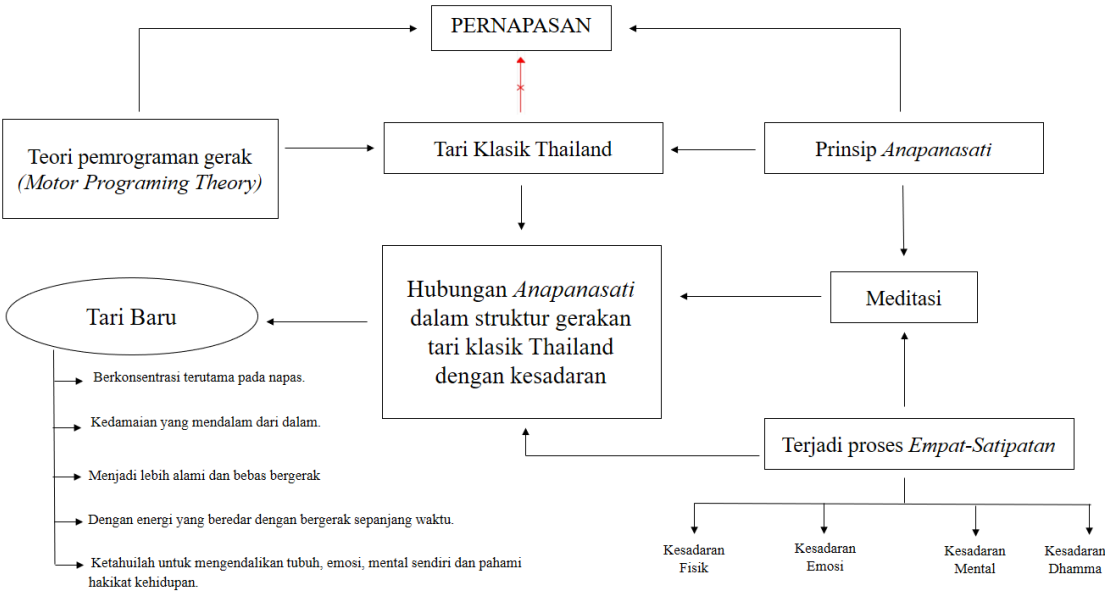 PERNAPASAN
Teori pemrograman gerak
(Motor Programing Theory)
Tari Klasik Thailand
Prinsip Anapanasati
Hubungan Anapanasati
dalam struktur gerakan
tari klasik Thailand
dengan kesadaran
Meditasi
Tari Baru
Berkonsentrasi terutama pada napas.
Kedamaian yang mendalam dari dalam.
Menjadi lebih alami dan bebas bergerak
Dengan energi yang beredar dengan bergerak sepanjang waktu.
Ketahuilah untuk mengendalikan tubuh, emosi, mental sendiri dan pahami
hakikat kehidupan.
Terjadi proses Empat-Satipatan
Kesadaran
Fisik
Kesadaran
Emosi
Kesadaran
Mental
Kesadaran
Dhamma